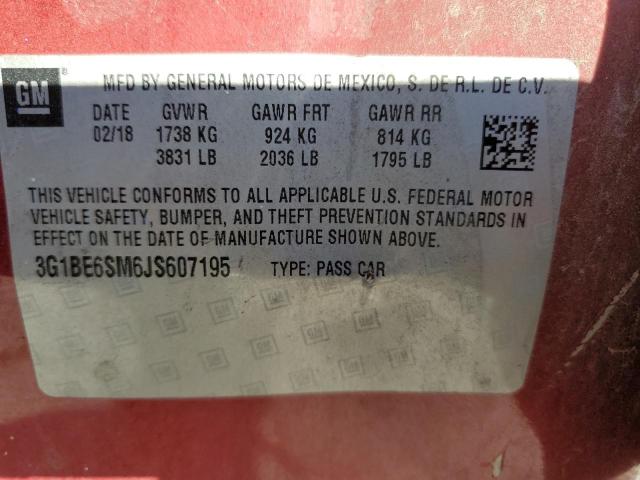 GM
MFD BY GENERAL MOTORS DE MEXICO, S. DE R.L. DE C.V.
DATE GVWR GAWR FRT GAWR RR
02/18 1738 KG 924 KG 814 KG
3831 LB 2036 LB 1795 LB
THIS VEHICLE CONFORMS TO ALL APPLICABLE U.S. FEDERAL MOTOR
VEHICLE SAFETY, BUMPER, AND THEFT PREVENTION STANDARDS IN
EFFECT ON THE DATE OF MANUFACTURE SHOWN ABOVE.
3G1BE6SM6JS607195 TYPE: PASS CAR